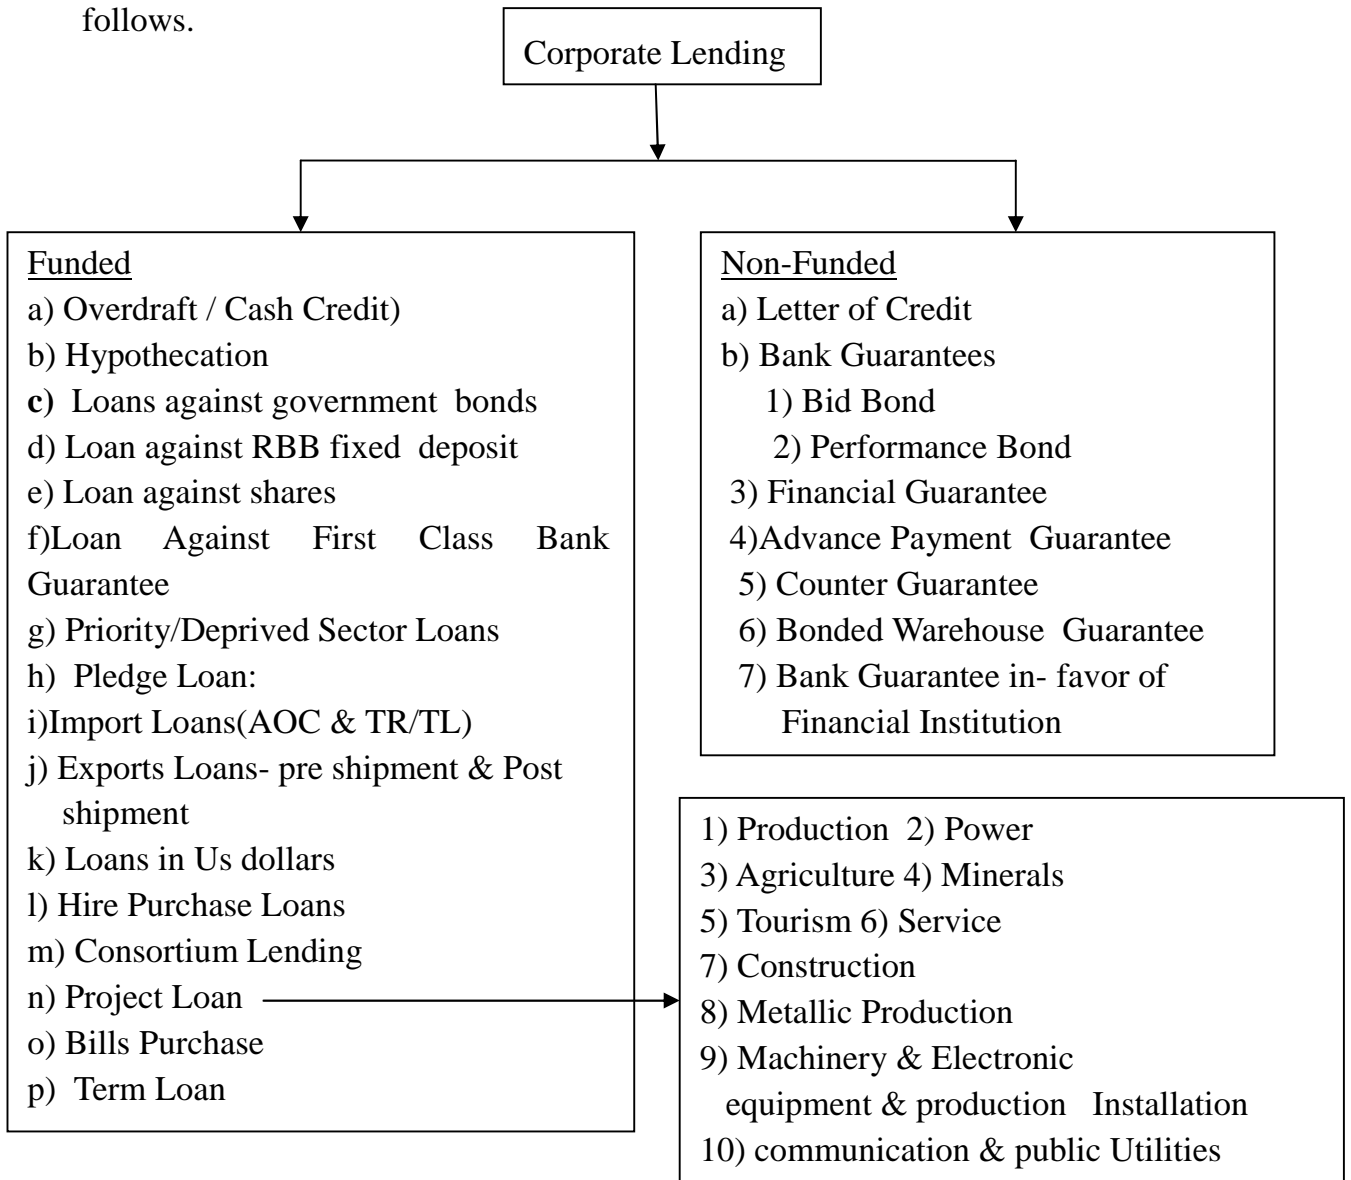 follows.
Corporate Lending
Funded
a) Overdraft / Cash Credit)
b) Hypothecation
c) Loans against government bonds
d) Loan against RBB fixed deposit
e) Loan against shares
f)Loan Against First Class Bank
Guarantee
g) Priority/Deprived Sector Loans
h) Pledge Loan:
i)Import Loans(AOC & TR/TL)
j) Exports Loans- pre shipment & Post
shipment
k) Loans in Us dollars
l) Hire Purchase Loans
m) Consortium Lending
n) Project Loan
o) Bills Purchase
p) Term Loan
Non-Funded
a) Letter of Credit
b) Bank Guarantees
1) Bid Bond
2) Performance Bond
3) Financial Guarantee
4)Advance Payment Guarantee
5) Counter Guarantee
6) Bonded Warehouse Guarantee
7) Bank Guarantee in- favor of
Financial Institution
1) Production 2) Power
3) Agriculture 4) Minerals
5) Tourism 6) Service
7) Construction
8) Metallic Production
9) Machinery & Electronic
equipment & production Installation
10) communication & public Utilities